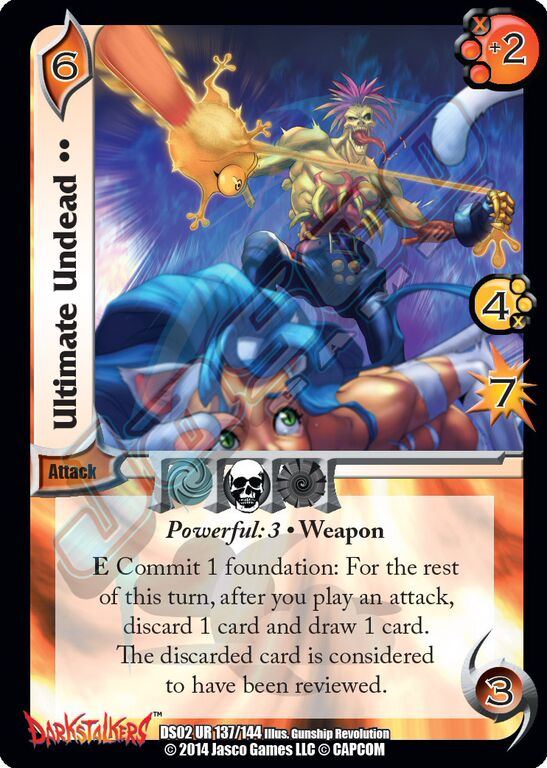 6
+2
X
Ultimate Undead ••
4
X
7
Attack
Powerful: 3 • Weapon
E Commit 1 foundation: For the rest
of this turn, after you play an attack,
discard 1 card and draw 1 card.
The discarded card is considered
to have been reviewed.
3
DARKSTALKERS™
DS02 UR 137/144 Illus. Gunship Revolution
© 2014 Jasco Games LLC © CAPCOM